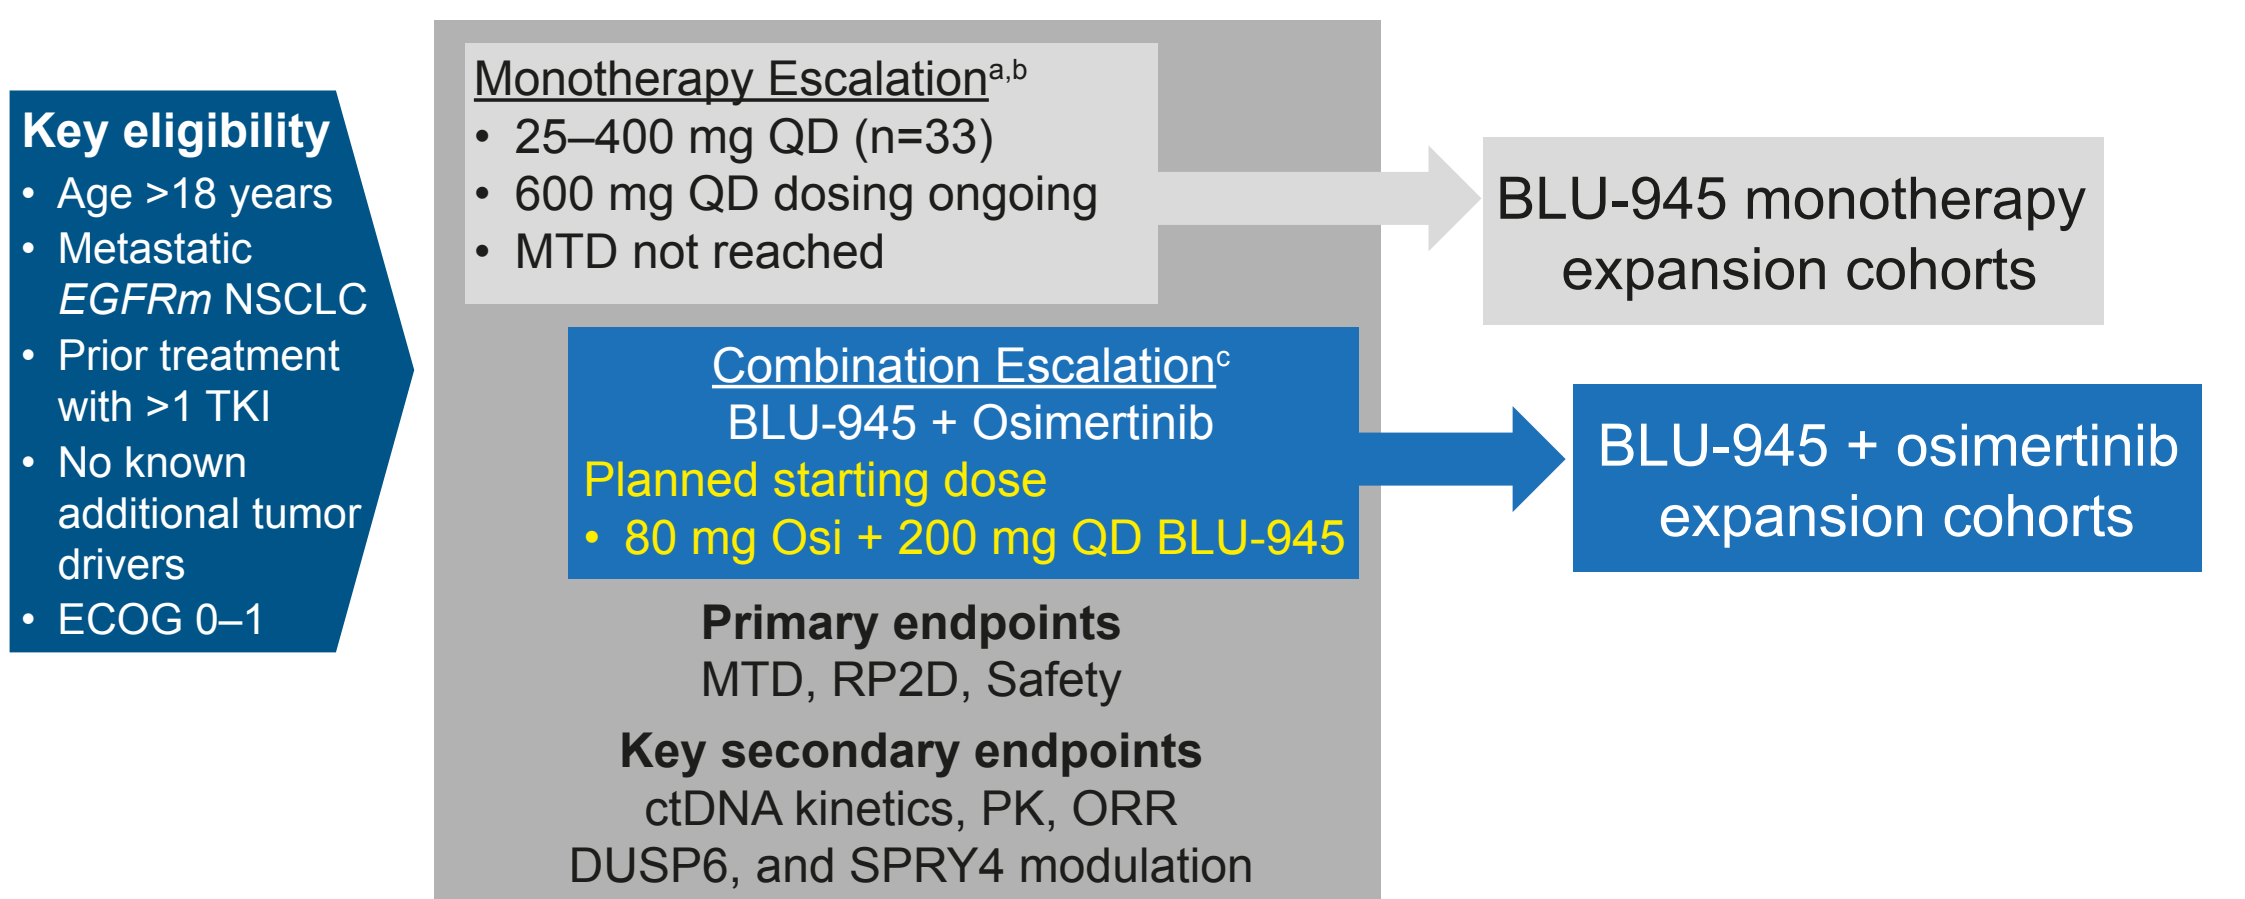 Key eligibility
• Age >18 years
• Metastatic
EGFRm NSCLC
• Prior treatment
with >1 TKI
• No known
additional tumor
drivers
• ECOG 0–1
Monotherapy Escalationa,b
• 25–400 mg QD (n=33)
• 600 mg QD dosing ongoing
• MTD not reached
Combination Escalationc
BLU-945 + Osimertinib
Planned starting dose
• 80 mg Osi + 200 mg QD BLU-945
Primary endpoints
MTD, RP2D, Safety
Key secondary endpoints
ctDNA kinetics, PK, ORR
DUSP6, and SPRY4 modulation
BLU-945 monotherapy
expansion cohorts
BLU-945 + osimertinib
expansion cohorts